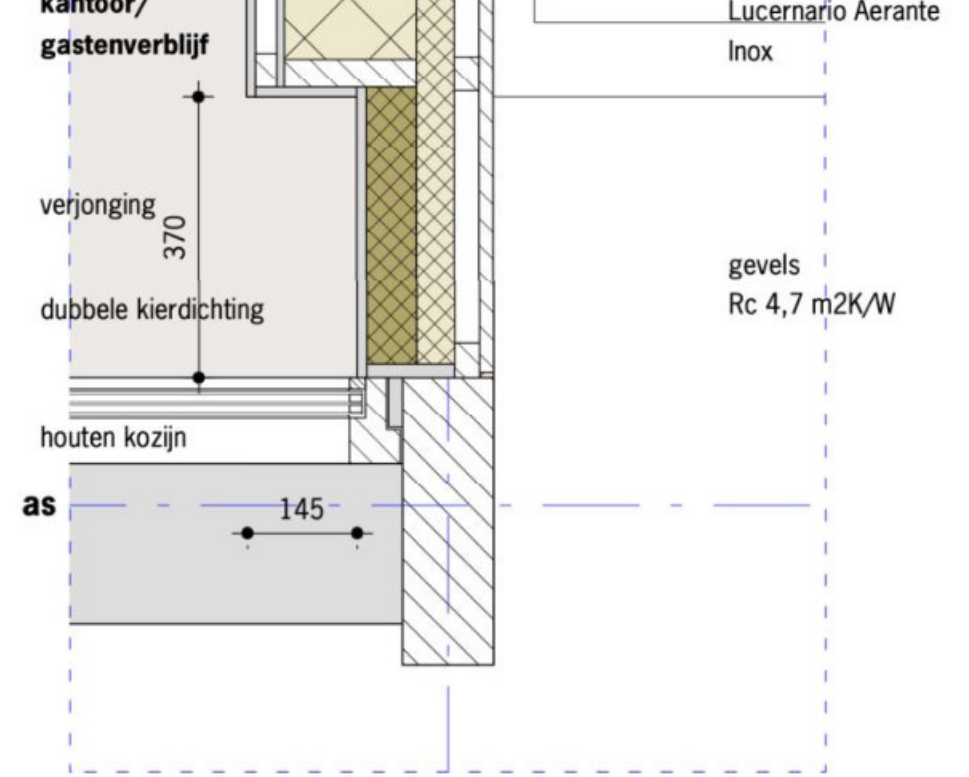 kantoor/
gastenverblijf
Lucernario Aerante
Inox
verjonging
370
gevels
Rc 4,7 m2K/W
dubbele kierdichting
houten kozijn
as
145